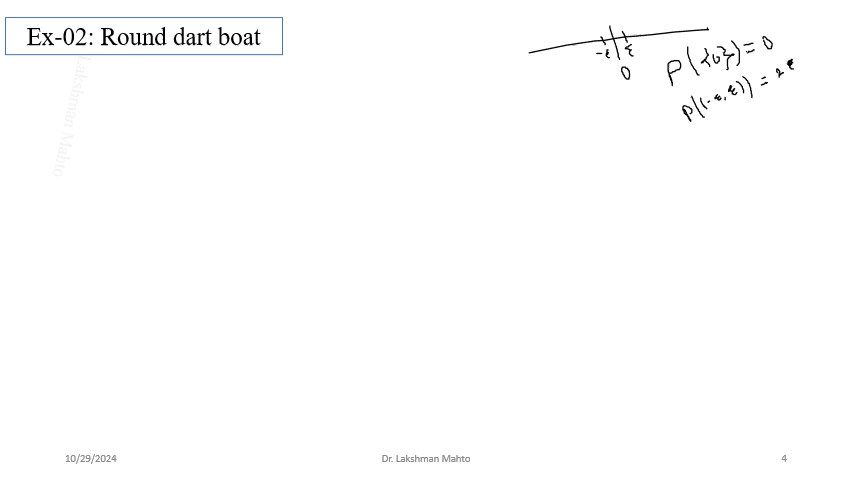 Ex-02: Round dart boat
-ε ε
0
P({0}) = 0
P((-ε, ε)) = 2ε
Lakshman Mahto
10/29/2024
Dr. Lakshman Mahto
4